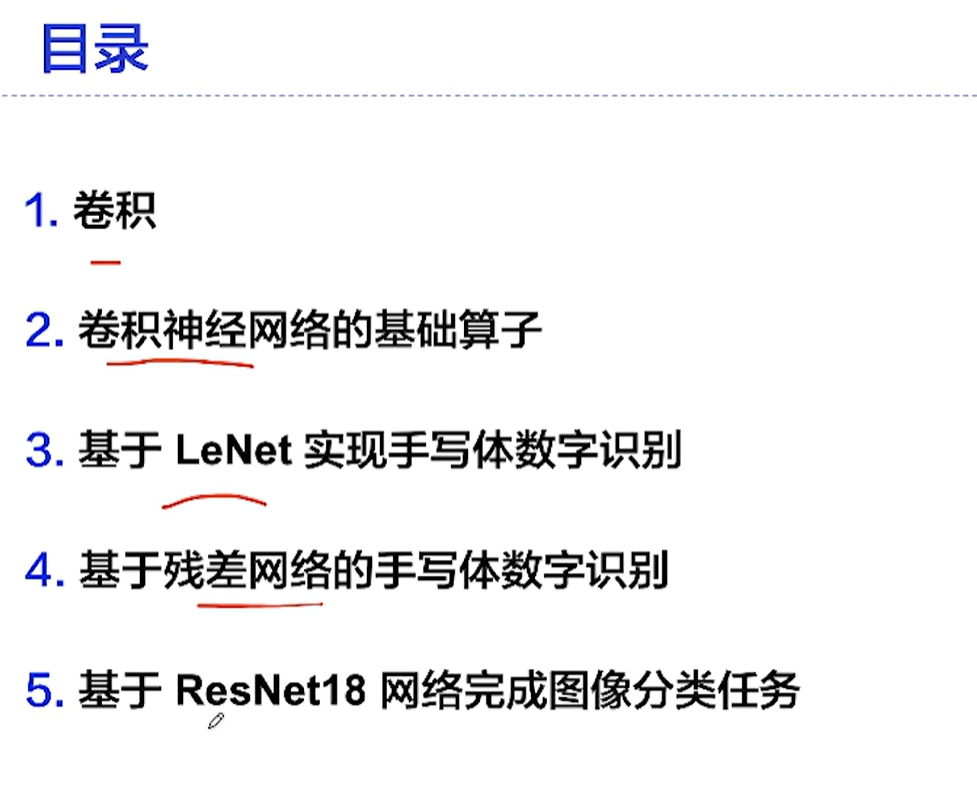 目录
1. 卷积
2. 卷积神经网络的基础算子
3. 基于 LeNet 实现手写体数字识别
4. 基于残差网络的手写体数字识别
5. 基于 ResNet18 网络完成图像分类任务